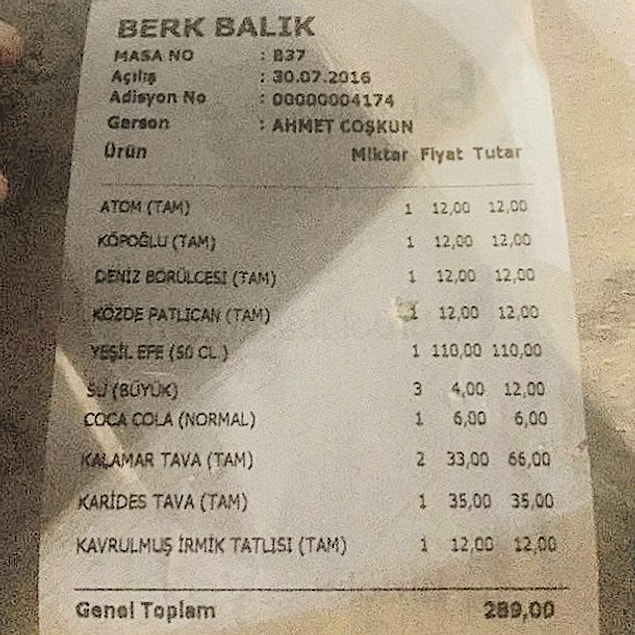 BERK BALIK
MASA NO : B37
Açılış : 30.07.2016
Adisyon No : 00000004174
Garson : AHMET COŞKUN
Ürün Miktar Fiyat Tutar
ATOM (TAM) 1 12,00 12,00
KÖPOĞLU (TAM) 1 12,00 12,00
DENİZ BÖRÜLCESİ (TAM) 1 12,00 12,00
KÖZDE PATLICAN (TAM) 1 12,00 12,00
YEŞİL EFE (50 CL.) 1 110,00 110,00
SU (BÜYÜK) 3 4,00 12,00
COCA COLA (NORMAL) 1 6,00 6,00
KALAMAR TAVA (TAM) 2 33,00 66,00
KARİDES TAVA (TAM) 1 35,00 35,00
KAVRULMUŞ İRMİK TATLISI (TAM) 1 12,00 12,00
Genel Toplam 289,00